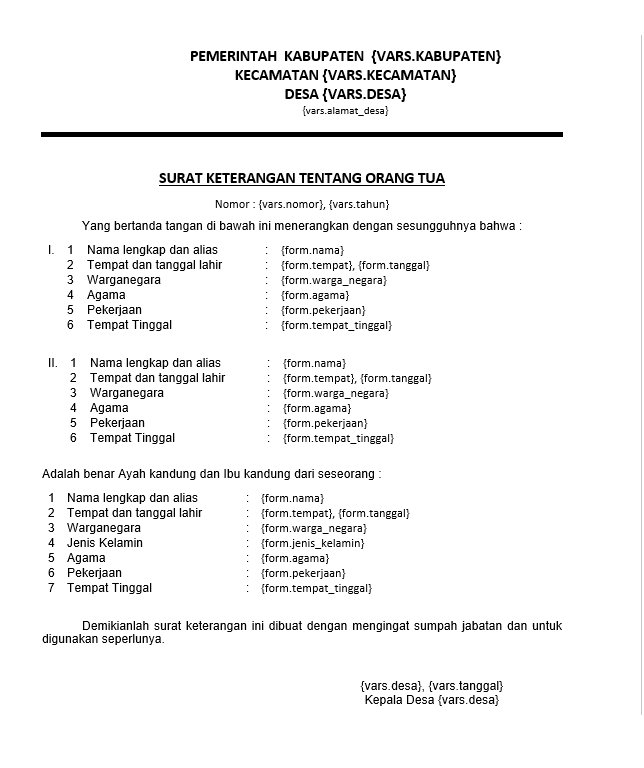 PEMERINTAH KABUPATEN {VARS.KABUPATEN}
KECAMATAN {VARS.KECAMATAN}
DESA {VARS.DESA}
{vars.alamat_desa}
SURAT KETERANGAN TENTANG ORANG TUA
Nomor : {vars.nomor}, {vars.tahun}
Yang bertanda tangan di bawah ini menerangkan dengan sesungguhnya bahwa :
I. 1 Nama lengkap dan alias : {form.nama}
2 Tempat dan tanggal lahir : {form.tempat}, {form.tanggal}
3 Warganegara : {form.warga_negara}
4 Agama : {form.agama}
5 Pekerjaan : {form.pekerjaan}
6 Tempat Tinggal : {form.tempat_tinggal}
II. 1 Nama lengkap dan alias : {form.nama}
2 Tempat dan tanggal lahir : {form.tempat}, {form.tanggal}
3 Warganegara : {form.warga_negara}
4 Agama : {form.agama}
5 Pekerjaan : {form.pekerjaan}
6 Tempat Tinggal : {form.tempat_tinggal}
Adalah benar Ayah kandung dan Ibu kandung dari seseorang :
1 Nama lengkap dan alias : {form.nama}
2 Tempat dan tanggal lahir : {form.tempat}, {form.tanggal}
3 Warganegara : {form.warga_negara}
4 Jenis Kelamin : {form.jenis_kelamin}
5 Agama : {form.agama}
6 Pekerjaan : {form.pekerjaan}
7 Tempat Tinggal : {form.tempat_tinggal}
Demikianlah surat keterangan ini dibuat dengan mengingat sumpah jabatan dan untuk
digunakan seperlunya.
{vars.desa}, {vars.tanggal}
Kepala Desa {vars.desa}